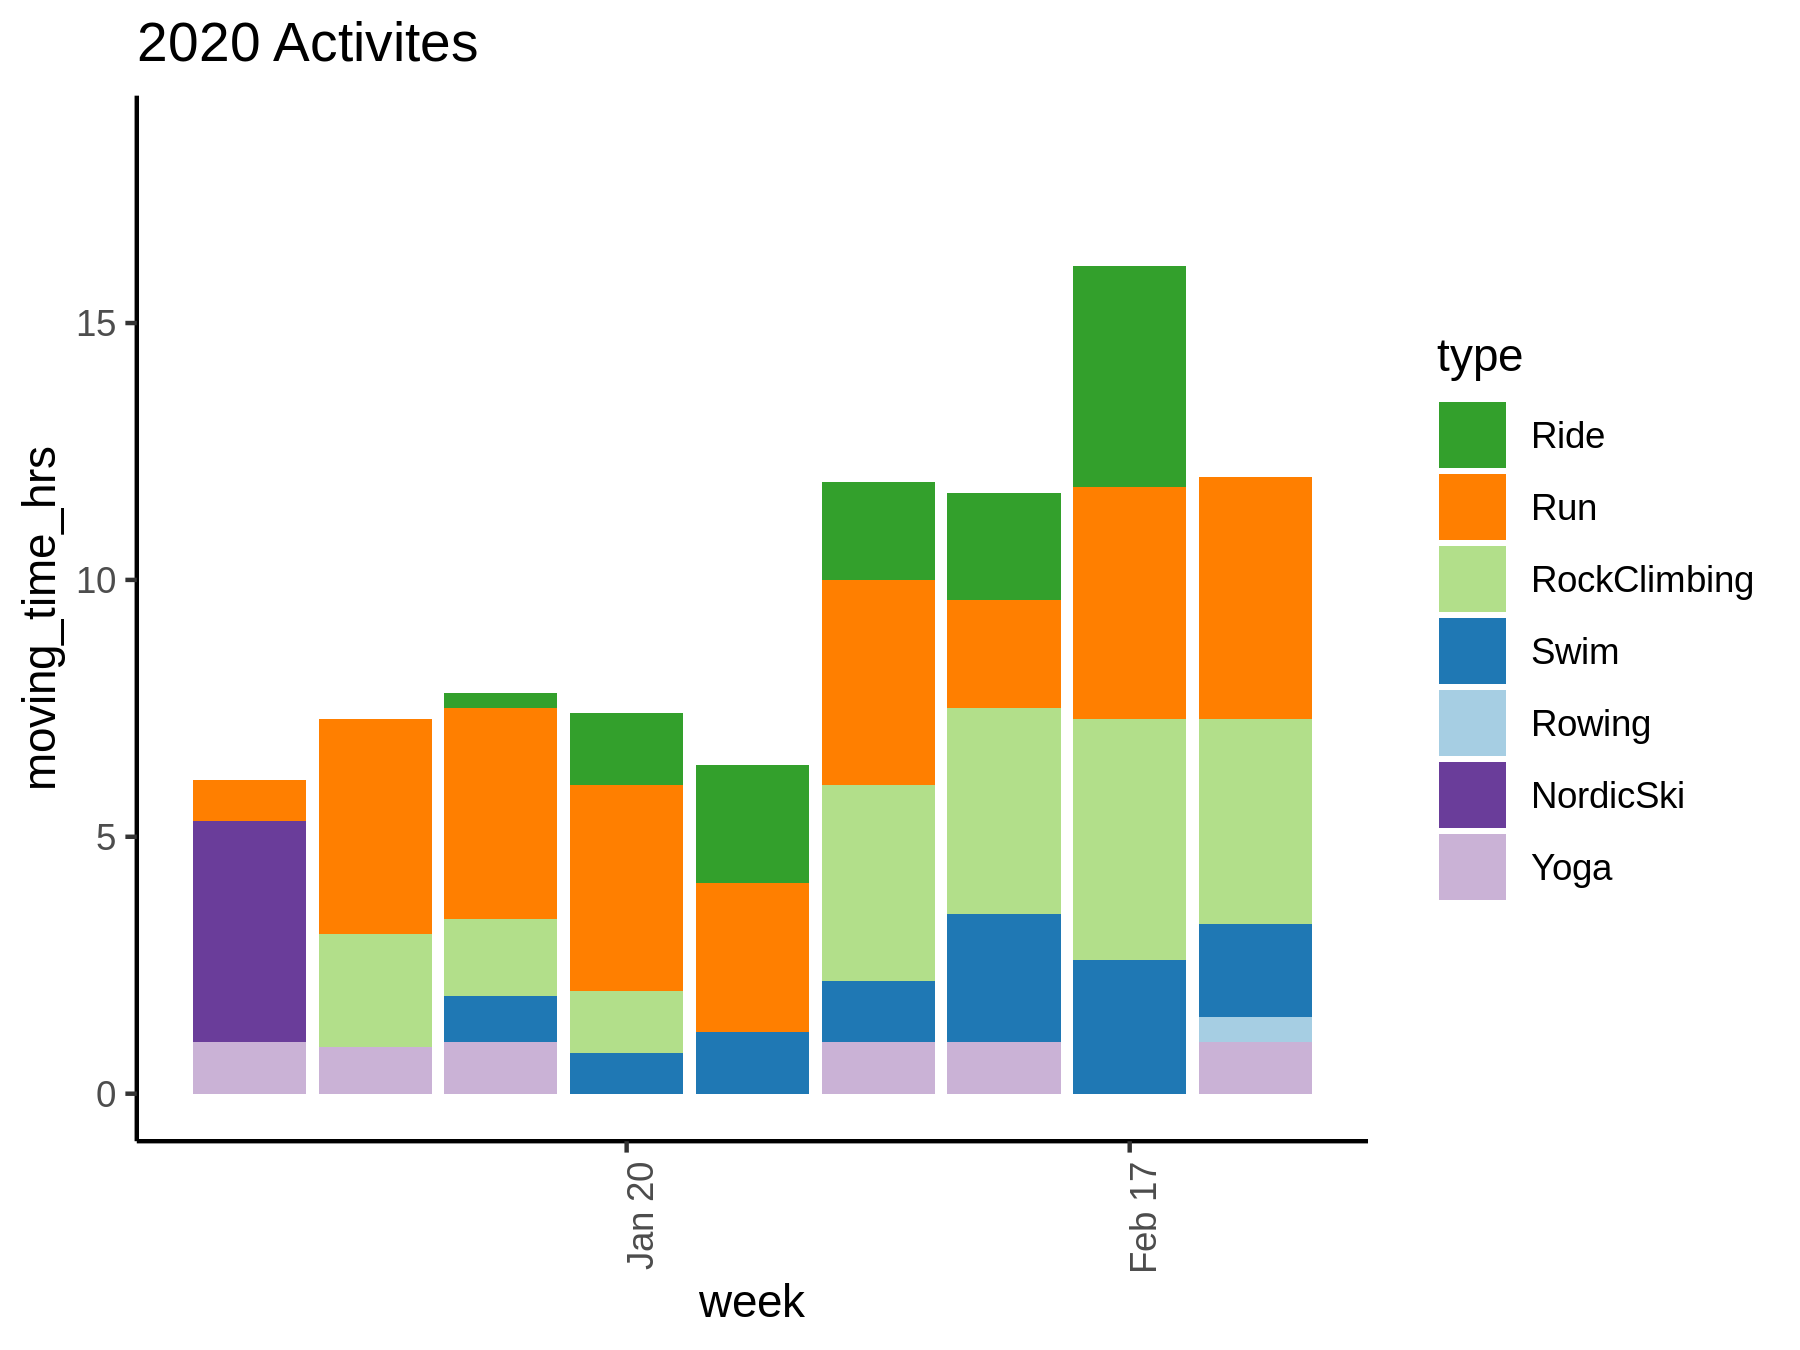 2020 Activites
moving_time_hrs
15
10
5
0
Jan 20
Feb 17
week
type
Ride
Run
RockClimbing
Swim
Rowing
NordicSki
Yoga